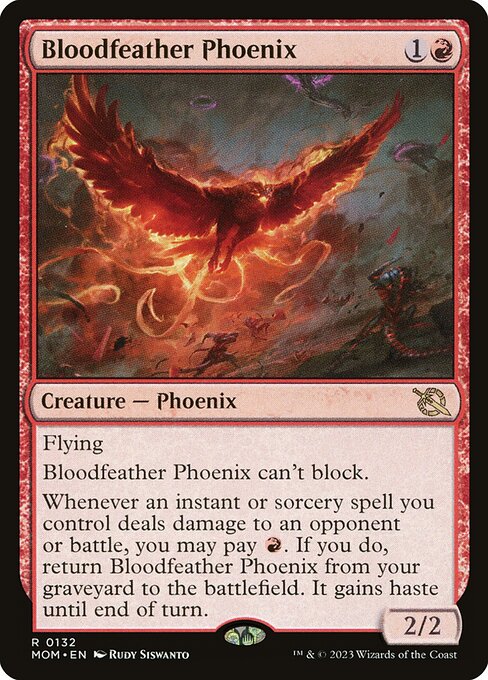 Bloodfeather Phoenix 1
Creature — Phoenix
Flying
Bloodfeather Phoenix can't block.
Whenever an instant or sorcery spell you
control deals damage to an opponent
or battle, you may pay . If you do,
return Bloodfeather Phoenix from your
graveyard to the battlefield. It gains haste
until end of turn.
2/2
R 0132
MOM • EN RUDY SISWANTO
™ & © 2023 Wizards of the Coast